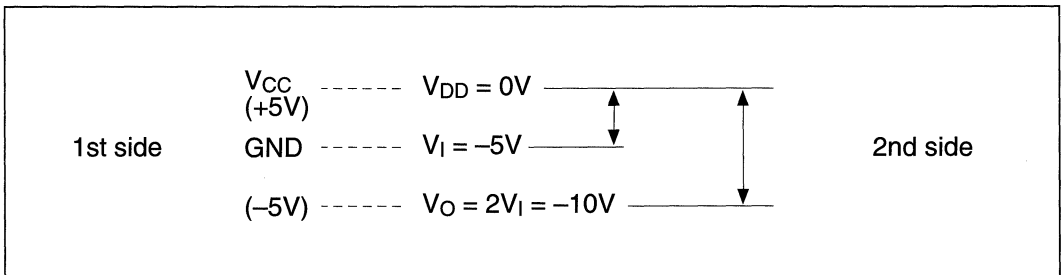 VCC ------ VDD = 0V
(+5V)
1st side GND ------ VI = –5V 2nd side
(–5V) ------ VO = 2VI = –10V